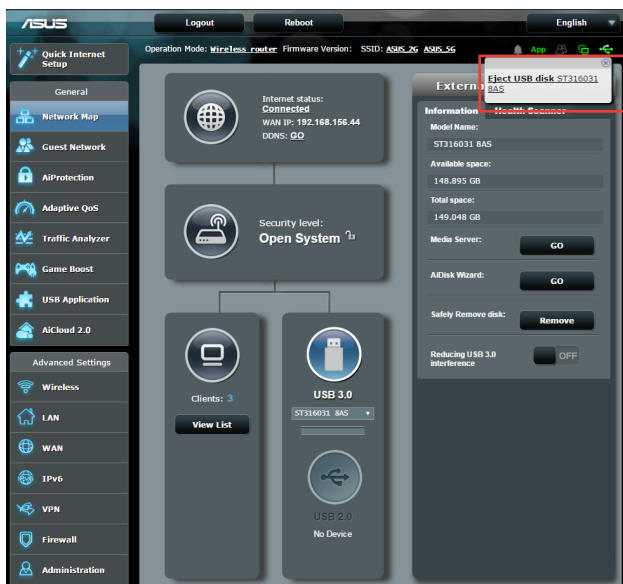 ASUS
Logout
Reboot
English
Quick Internet
Setup
Operation Mode: Wireless router Firmware Version: SSID: ASUS_2G ASUS_5G
App
Eject USB disk ST316031
8AS
General
Network Map
Guest Network
AiProtection
Adaptive QoS
Traffic Analyzer
Game Boost
USB Application
AiCloud 2.0
Advanced Settings
Wireless
LAN
WAN
IPv6
VPN
Firewall
Administration
Internet status:
Connected
WAN IP: 192.168.156.44
DDNS: GO
Security level:
Open System
Clients: 3
View List
USB 3.0
ST316031 8AS
USB 2.0
No Device
Externa
Information Health Scanner
Model Name:
ST316031 8AS
Available space:
148.895 GB
Total space:
149.048 GB
Media Server:
GO
AiDisk Wizard:
GO
Safely Remove disk:
Remove
Reducing USB 3.0
interference
OFF